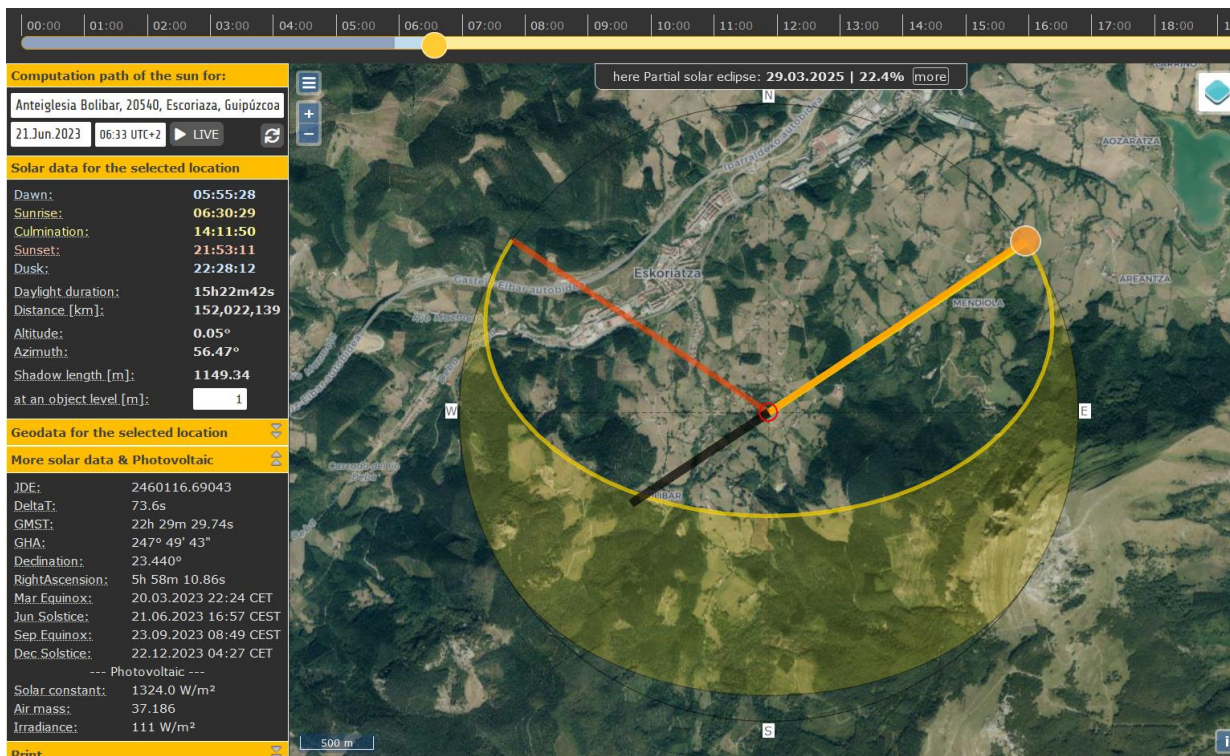 00:00 01:00 02:00 03:00 04:00 05:00 06:00 07:00 08:00 09:00 10:00 11:00 12:00 13:00 14:00 15:00 16:00 17:00 18:00
Computation path of the sun for:
Anteiglesia Bolibar, 20540, Escoriaza, Guipúzcoa
21.Jun.2023 06:33 UTC+2 LIVE
Solar data for the selected location
Dawn: 05:55:28
Sunrise: 06:30:29
Culmination: 14:11:50
Sunset: 21:53:11
Dusk: 22:28:12
Daylight duration: 15h22m42s
Distance [km]: 152,022,139
Altitude: 0.05°
Azimuth: 56.47°
Shadow length [m]: 1149.34
at an object level [m]: 1
Geodata for the selected location
More solar data & Photovoltaic
JDE: 2460116.69043
DeltaT: 73.6s
GMST: 22h 29m 29.74s
GHA: 247° 49' 43"
Declination: 23.440°
RightAscension: 5h 58m 10.86s
Mar Equinox: 20.03.2023 22:24 CET
Jun Solstice: 21.06.2023 16:57 CEST
Sep Equinox: 23.09.2023 08:49 CEST
Dec Solstice: 22.12.2023 04:27 CET
--- Photovoltaic ---
Solar constant: 1324.0 W/m²
Air mass: 37.186
Irradiance: 111 W/m²
Print
+
−
here Partial solar eclipse: 29.03.2025 | 22.4% more
N
AOZARATZA
Iparraldeko autobidea
Eskoriatza
AREANTZA
MENDIOLA
W
E
LIBAR
S
500 m